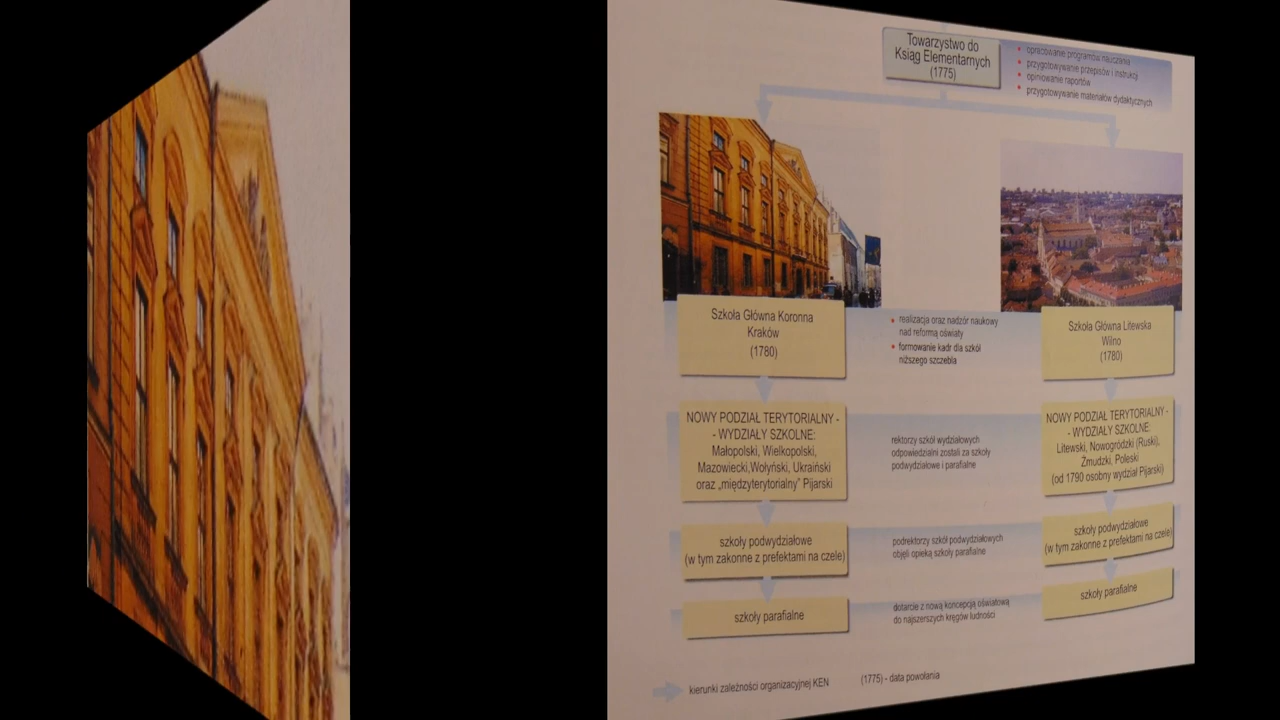 Towarzystwo do
Ksiąg Elementarnych
(1775)
• opracowanie programów nauczania
• przygotowywanie przepisów i instrukcji
• opiniowanie raportów
• przygotowywanie materiałów dydaktycznych
Szkoła Główna Koronna
Kraków
(1780)
• realizacja oraz nadzór naukowy
nad reformą oświaty
• formowanie kadr dla szkół
niższego szczebla
Szkoła Główna Litewska
Wilno
(1780)
NOWY PODZIAŁ TERYTORIALNY -
- WYDZIAŁY SZKOLNE:
Małopolski, Wielkopolski,
Mazowiecki,Wołyński, Ukraiński
oraz „międzyterytorialny” Pijarski
rektorzy szkół wydziałowych
odpowiedzialni zostali za szkoły
podwydziałowe i parafialne
NOWY PODZIAŁ TERYTORIALNY -
- WYDZIAŁY SZKOLNE:
Litewski, Nowogródzki (Ruski),
Żmudzki, Poleski
(od 1790 osobny wydział Pijarski)
szkoły podwydziałowe
(w tym zakonne z prefektami na czele)
podrektorzy szkół podwydziałowych
objęli opieką szkoły parafialne
szkoły podwydziałowe
(w tym zakonne z prefektami na czele)
szkoły parafialne
dotarcie z nową koncepcją oświatową
do najszerszych kręgów ludności
szkoły parafialne
kierunki zależności organizacyjnej KEN
(1775) - data powołania